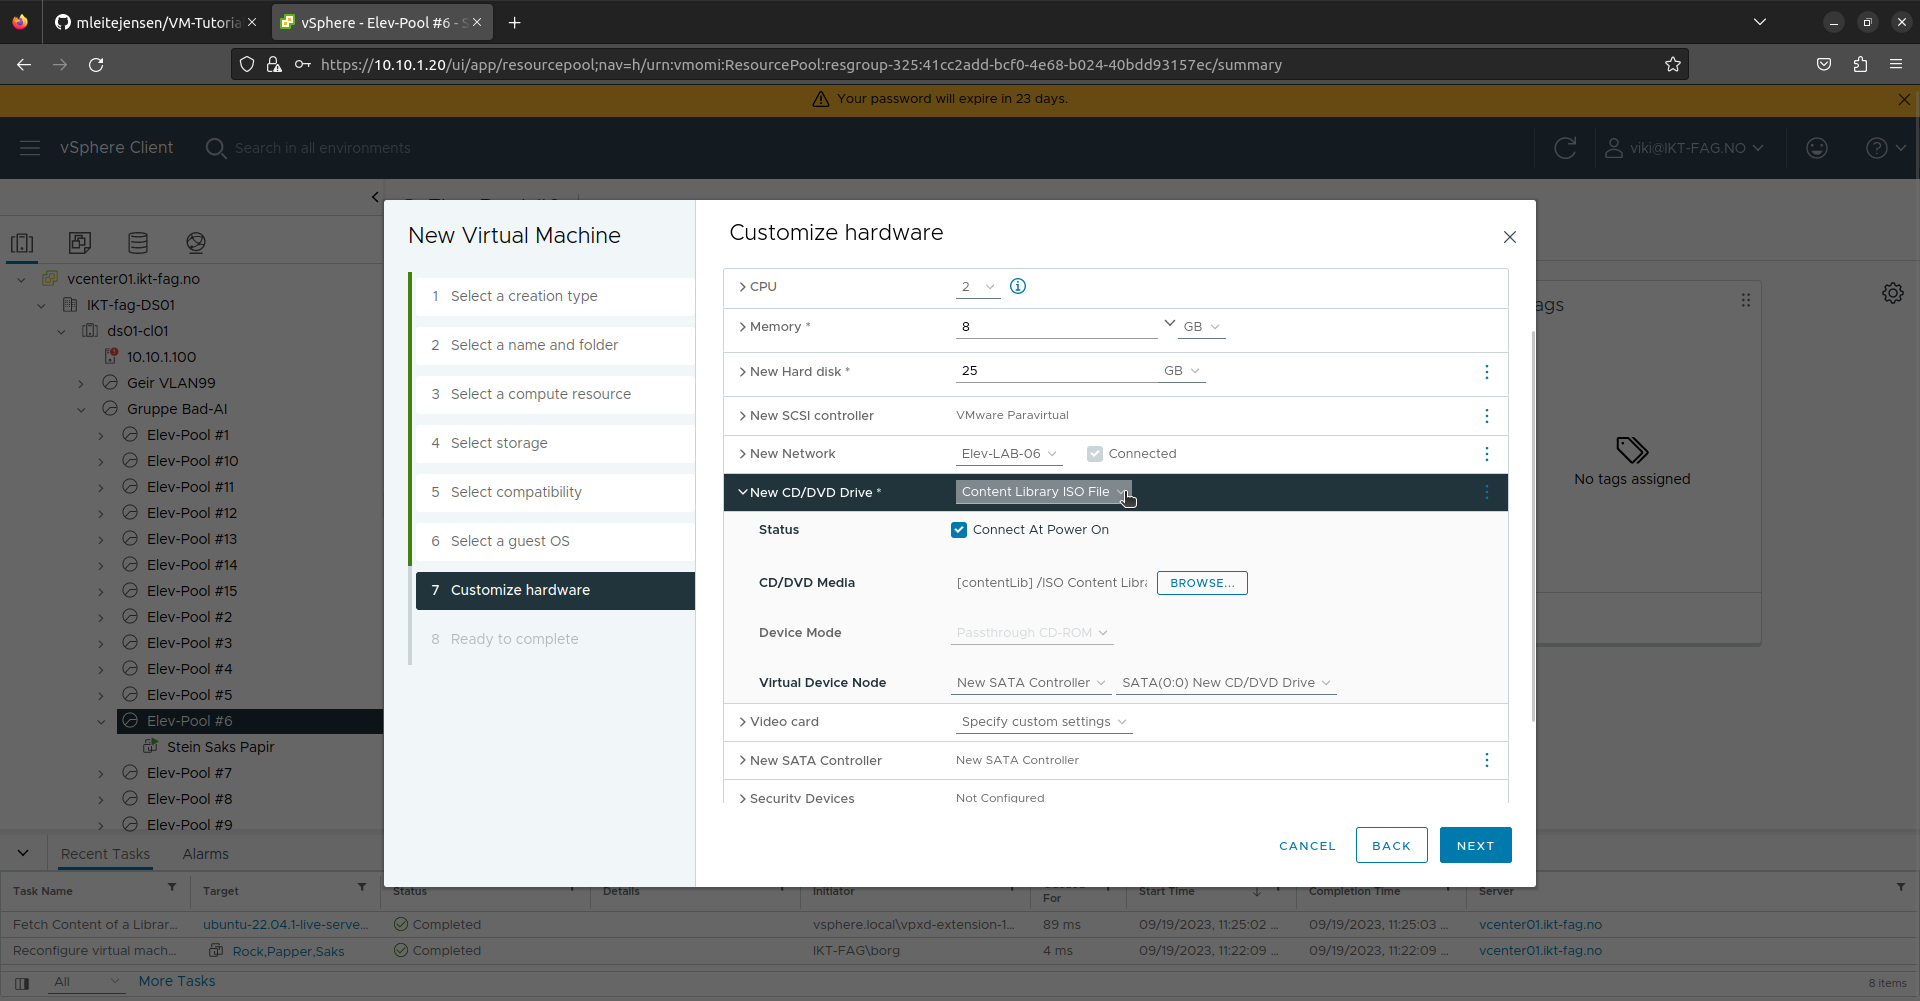 mleitejensen/VM-Tutoria
vSphere - Elev-Pool #6 - S
https://10.10.1.20/ui/app/resourcepool;nav=h/urn:vmomi:ResourcePool:resgroup-325:41cc2add-bcf0-4e68-b024-40bdd93157ec/summary
Your password will expire in 23 days.
vSphere Client
Search in all environments
viki@IKT-FAG.NO
vcenter01.ikt-fag.no
IKT-fag-DS01
ds01-cl01
10.10.1.100
Geir VLAN99
Gruppe Bad-AI
Elev-Pool #1
Elev-Pool #10
Elev-Pool #11
Elev-Pool #12
Elev-Pool #13
Elev-Pool #14
Elev-Pool #15
Elev-Pool #2
Elev-Pool #3
Elev-Pool #4
Elev-Pool #5
Elev-Pool #6
Stein Saks Papir
Elev-Pool #7
Elev-Pool #8
Elev-Pool #9
New Virtual Machine
1 Select a creation type
2 Select a name and folder
3 Select a compute resource
4 Select storage
5 Select compatibility
6 Select a guest OS
7 Customize hardware
8 Ready to complete
Customize hardware
CPU 2
Memory * 8 GB
New Hard disk * 25 GB
New SCSI controller VMware Paravirtual
New Network Elev-LAB-06 Connected
New CD/DVD Drive * Content Library ISO File
Status Connect At Power On
CD/DVD Media [contentLib] /ISO Content Libra BROWSE...
Device Mode Passthrough CD-ROM
Virtual Device Node New SATA Controller SATA(0:0) New CD/DVD Drive
Video card Specify custom settings
New SATA Controller New SATA Controller
Security Devices Not Configured
CANCEL BACK NEXT
ags
No tags assigned
Recent Tasks Alarms
Task Name Target Status Details Initiator For Start Time Completion Time Server
Fetch Content of a Librar... ubuntu-22.04.1-live-serve... Completed vsphere.local\vpxd-extension-1... 89 ms 09/19/2023, 11:25:02 ... 09/19/2023, 11:25:03 ... vcenter01.ikt-fag.no
Reconfigure virtual mach... Rock,Papper,Saks Completed IKT-FAG\borg 4 ms 09/19/2023, 11:22:09 ... 09/19/2023, 11:22:09 ... vcenter01.ikt-fag.no
All More Tasks 8 items